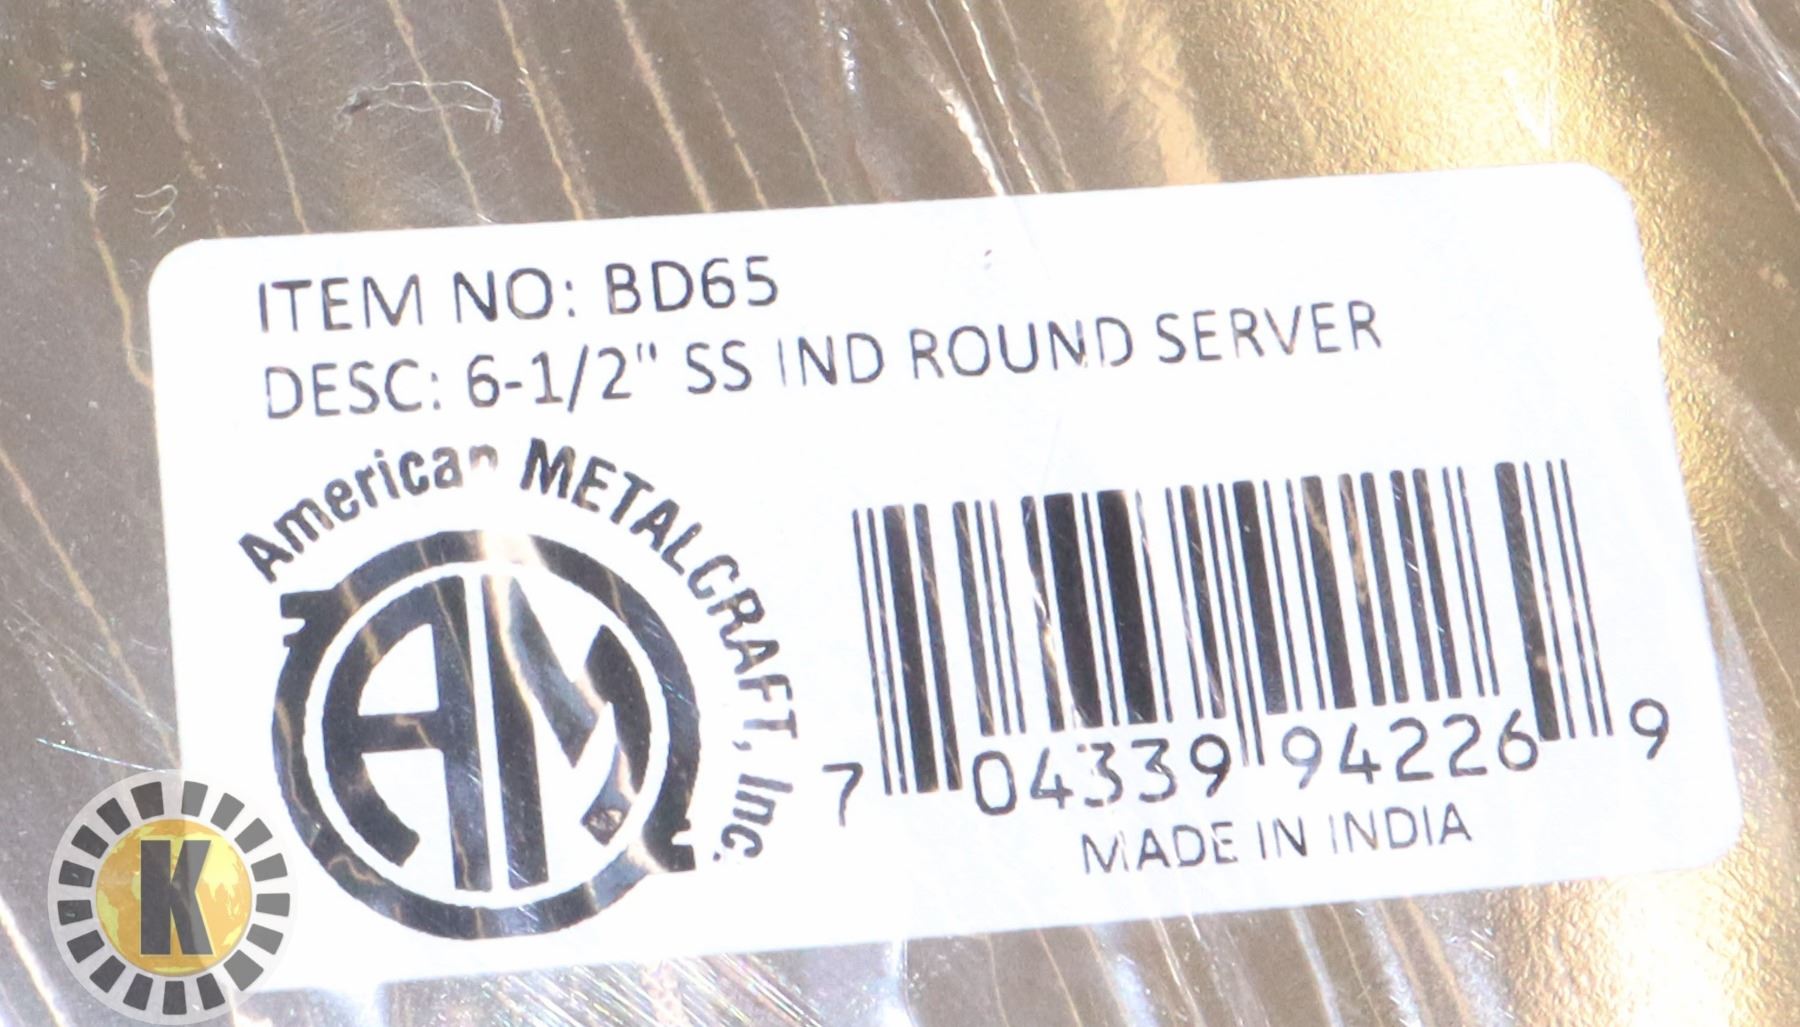 ITEM NO: BD65
DESC: 6-1/2" SS IND ROUND SERVER
American METALCRAFT, Inc.
AM
7 04339 94226 9
MADE IN INDIA
K